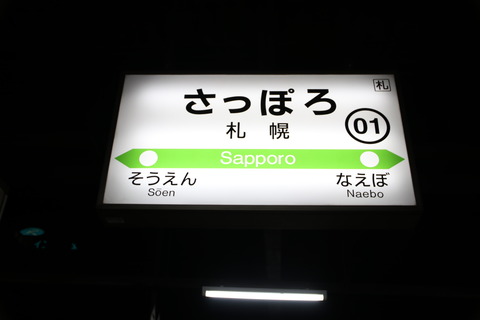 札
さっぽろ
札幌
01
Sapporo
そうえん
Sōen
なえぼ
Naebo